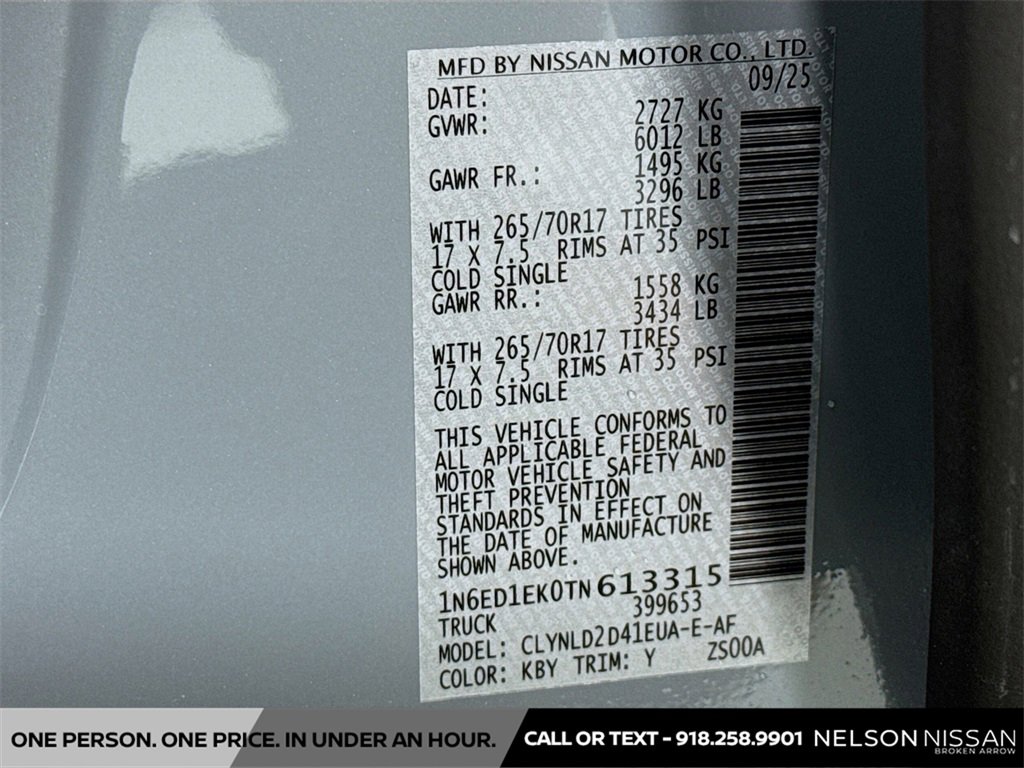 MFD BY NISSAN MOTOR CO., LTD.
DATE: 09/25
GVWR: 2727 KG
6012 LB
GAWR FR.: 1495 KG
3296 LB
WITH 265/70R17 TIRES
17 X 7.5 RIMS AT 35 PSI
COLD SINGLE
GAWR RR.: 1558 KG
3434 LB
WITH 265/70R17 TIRES
17 X 7.5 RIMS AT 35 PSI
COLD SINGLE
THIS VEHICLE CONFORMS TO
ALL APPLICABLE FEDERAL
MOTOR VEHICLE SAFETY AND
THEFT PREVENTION
STANDARDS IN EFFECT ON
THE DATE OF MANUFACTURE
SHOWN ABOVE.
1N6ED1EK0TN613315
TRUCK 399653
MODEL: CLYNLD2D41EUA-E-AF
COLOR: KBY TRIM: Y ZS00A
ONE PERSON. ONE PRICE. IN UNDER AN HOUR.
CALL OR TEXT - 918.258.9901
NELSON NISSAN
BROKEN ARROW